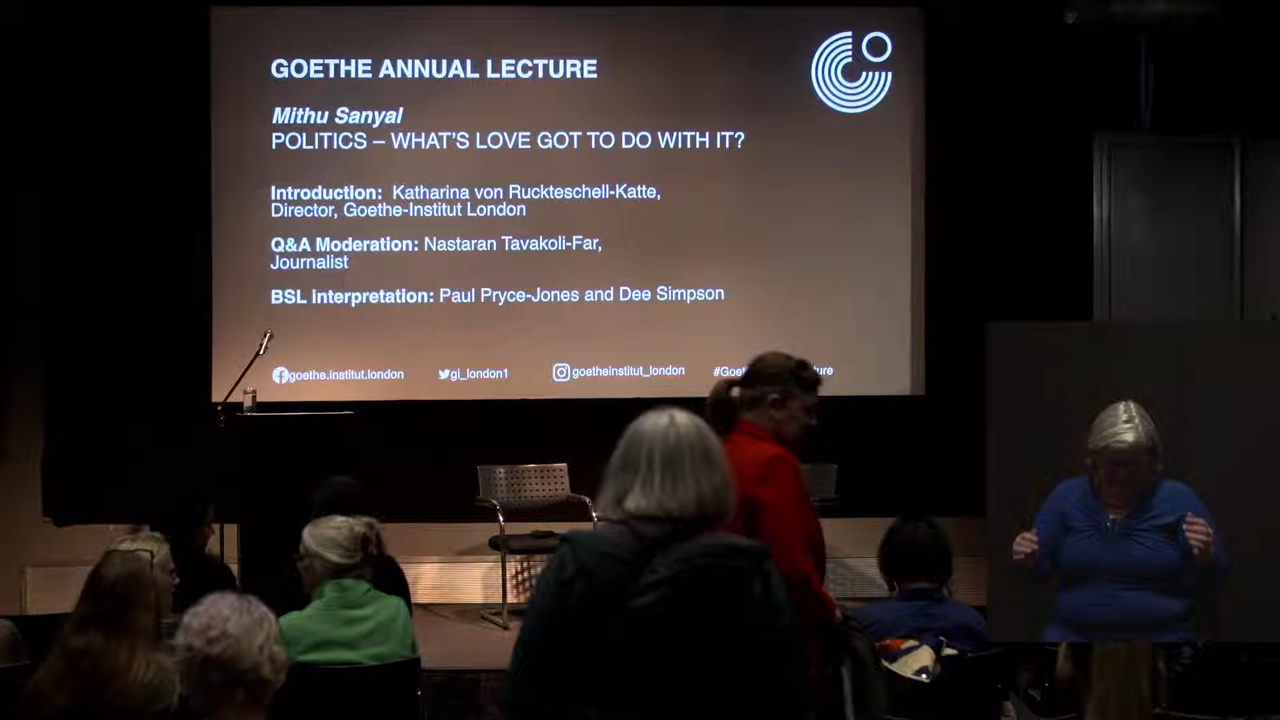 GOETHE ANNUAL LECTURE
Mithu Sanyal
POLITICS – WHAT'S LOVE GOT TO DO WITH IT?
Introduction: Katharina von Ruckteschell-Katte,
Director, Goethe-Institut London
Q&A Moderation: Nastaran Tavakoli-Far,
Journalist
BSL interpretation: Paul Pryce-Jones and Dee Simpson
goethe.institut.london gi_london1 goetheinstitut_london